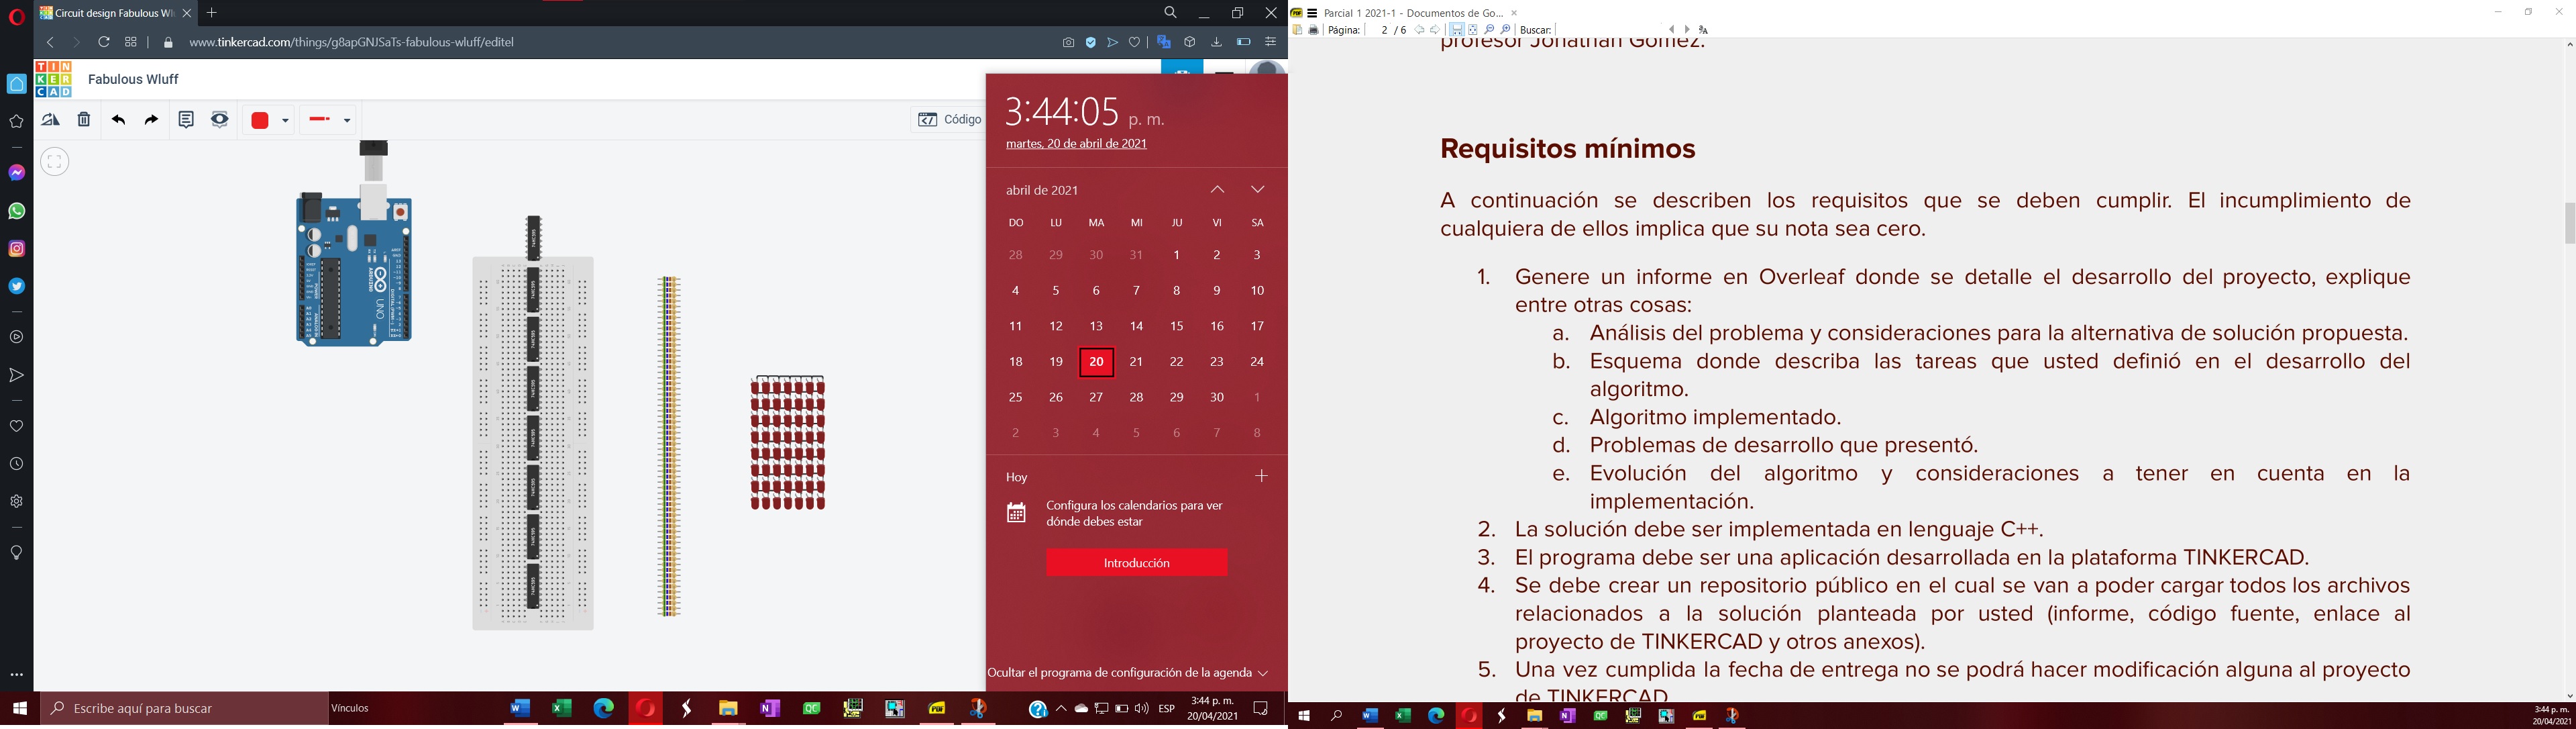 Circuit design Fabulous Wl
www.tinkercad.com/things/g8apGNJSaTs-fabulous-wluff/editel
TIN
KER
CAD
Fabulous Wluff
Código
3:44:05 p. m.
martes, 20 de abril de 2021
abril de 2021
DO LU MA MI JU VI SA
28 29 30 31 1 2 3
4 5 6 7 8 9 10
11 12 13 14 15 16 17
18 19 20 21 22 23 24
25 26 27 28 29 30 1
2 3 4 5 6 7 8
Hoy
Configura los calendarios para ver
dónde debes estar
Introducción
Ocultar el programa de configuración de la agenda
ARDUINO
UNO
Escribe aquí para buscar
Vínculos
ESP
3:44 p. m.
20/04/2021
Parcial 1 2021-1 - Documentos de Go...
Página: 2 / 6 Buscar:
profesor Jonathan Gómez.
Requisitos mínimos
A continuación se describen los requisitos que se deben cumplir. El incumplimiento de
cualquiera de ellos implica que su nota sea cero.
1. Genere un informe en Overleaf donde se detalle el desarrollo del proyecto, explique
entre otras cosas:
a. Análisis del problema y consideraciones para la alternativa de solución propuesta.
b. Esquema donde describa las tareas que usted definió en el desarrollo del
algoritmo.
c. Algoritmo implementado.
d. Problemas de desarrollo que presentó.
e. Evolución del algoritmo y consideraciones a tener en cuenta en la
implementación.
2. La solución debe ser implementada en lenguaje C++.
3. El programa debe ser una aplicación desarrollada en la plataforma TINKERCAD.
4. Se debe crear un repositorio público en el cual se van a poder cargar todos los archivos
relacionados a la solución planteada por usted (informe, código fuente, enlace al
proyecto de TINKERCAD y otros anexos).
5. Una vez cumplida la fecha de entrega no se podrá hacer modificación alguna al proyecto
de TINKERCAD
3:44 p. m.
20/04/2021